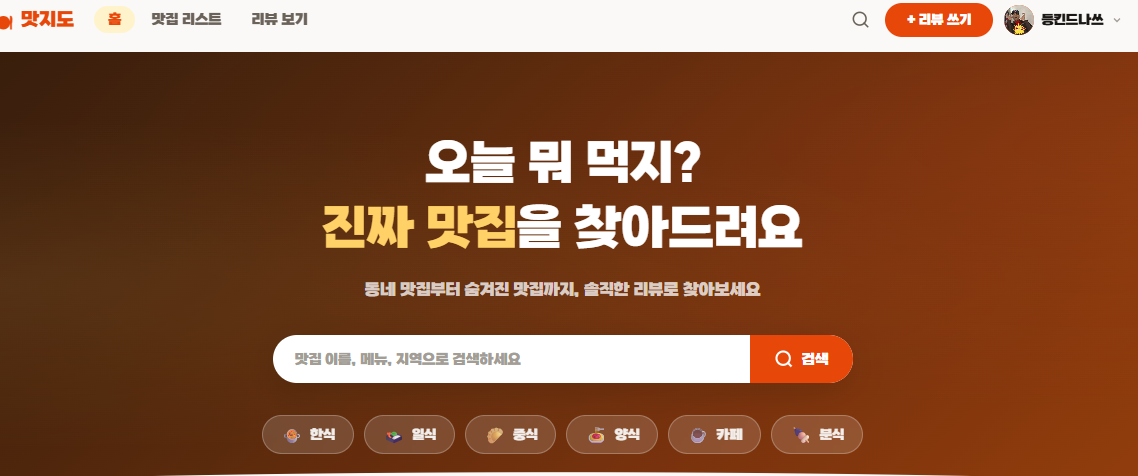 맛지도
홈
맛집 리스트
리뷰 보기
+ 리뷰 쓰기
등킨드나쓰
오늘 뭐 먹지?
진짜 맛집을 찾아드려요
동네 맛집부터 숨겨진 맛집까지, 솔직한 리뷰로 찾아보세요
맛집 이름, 메뉴, 지역으로 검색하세요
검색
한식
일식
중식
양식
카페
분식